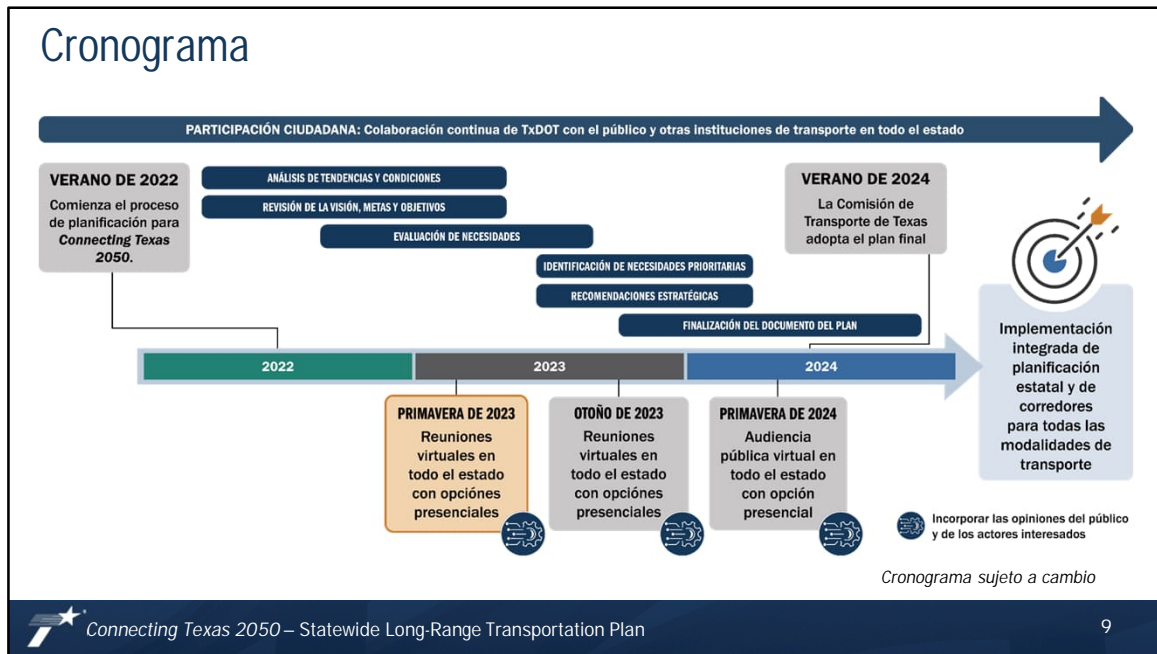 Cronograma
PARTICIPACIÓN CIUDADANA: Colaboración continua de TxDOT con el público y otras instituciones de transporte en todo el estado
VERANO DE 2022
Comienza el proceso
de planificación para
Connecting Texas
2050.
ANÁLISIS DE TENDENCIAS Y CONDICIONES
REVISIÓN DE LA VISIÓN, METAS Y OBJETIVOS
EVALUACIÓN DE NECESIDADES
IDENTIFICACIÓN DE NECESIDADES PRIORITARIAS
RECOMENDACIONES ESTRATÉGICAS
FINALIZACIÓN DEL DOCUMENTO DEL PLAN
VERANO DE 2024
La Comisión de
Transporte de Texas
adopta el plan final
2022
2023
2024
PRIMAVERA DE 2023
Reuniones
virtuales en
todo el estado
con opciónes
presenciales
OTOÑO DE 2023
Reuniones
virtuales en
todo el estado
con opciónes
presenciales
PRIMAVERA DE 2024
Audiencia
pública virtual en
todo el estado
con opción
presencial
Implementación
integrada de
planificación
estatal y de
corredores
para todas las
modalidades de
transporte
Incorporar las opiniones del público
y de los actores interesados
Cronograma sujeto a cambio
Connecting Texas 2050 – Statewide Long-Range Transportation Plan
9